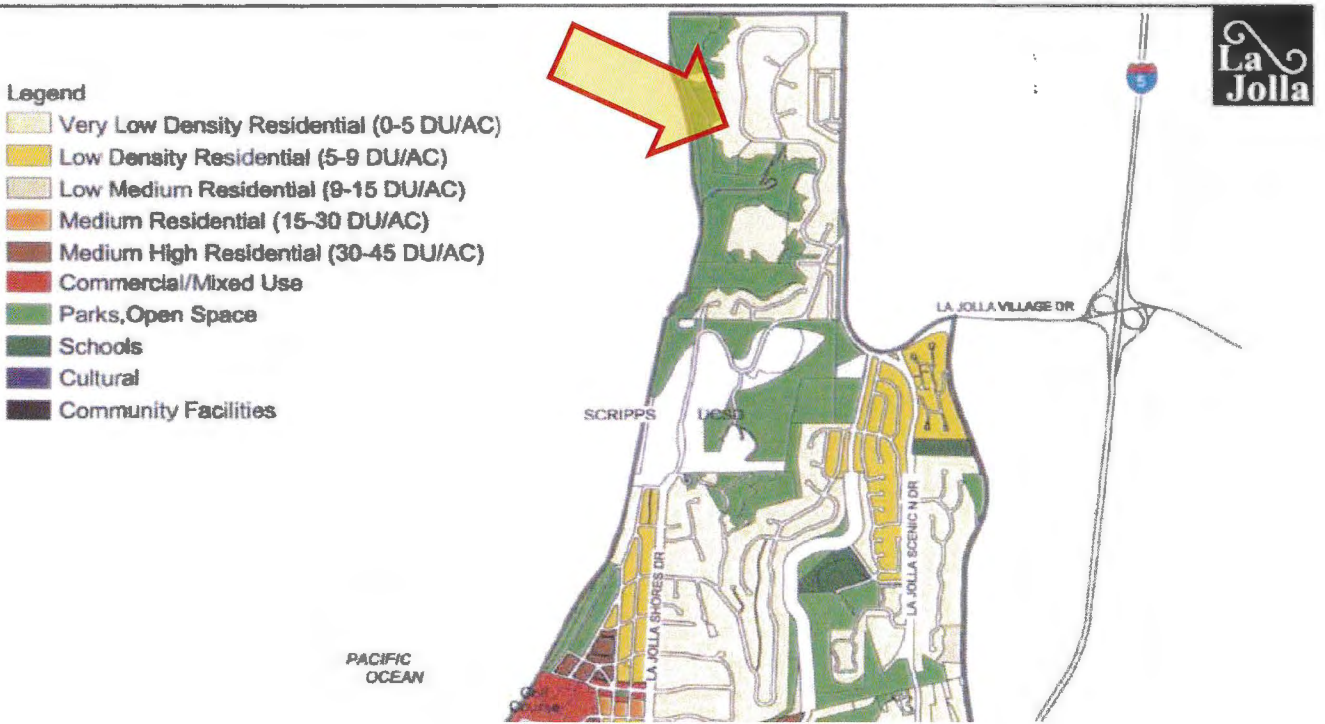 La
Jolla
5
Legend
Very Low Density Residential (0-5 DU/AC)
Low Density Residential (5-9 DU/AC)
Low Medium Residential (9-15 DU/AC)
Medium Residential (15-30 DU/AC)
Medium High Residential (30-45 DU/AC)
Commercial/Mixed Use
Parks,Open Space
Schools
Cultural
Community Facilities
LA JOLLA VILLAGE DR
SCRIPPS UCSD
LA JOLLA SCENIC N DR
LA JOLLA SHORES DR
PACIFIC
OCEAN
Golf
Course